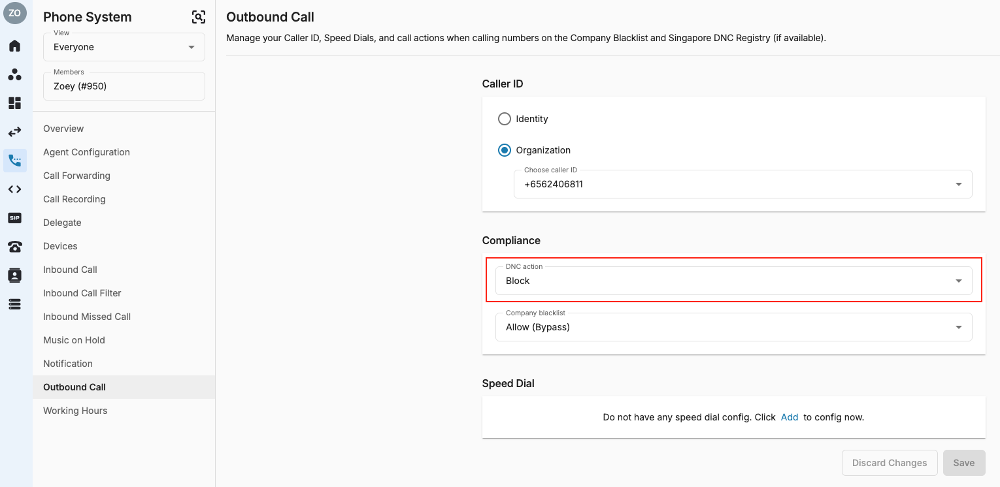 ZO
Phone System
View
Everyone
Members
Zoey (#950)
Overview
Agent Configuration
Call Forwarding
Call Recording
Delegate
Devices
Inbound Call
Inbound Call Filter
Inbound Missed Call
Music on Hold
Notification
Outbound Call
Working Hours
SIP
Outbound Call
Manage your Caller ID, Speed Dials, and call actions when calling numbers on the Company Blacklist and Singapore DNC Registry (if available).
Caller ID
Identity
Organization
Choose caller ID
+6562406811
Compliance
DNC action
Block
Company blacklist
Allow (Bypass)
Speed Dial
Do not have any speed dial config. Click Add to config now.
Discard Changes
Save